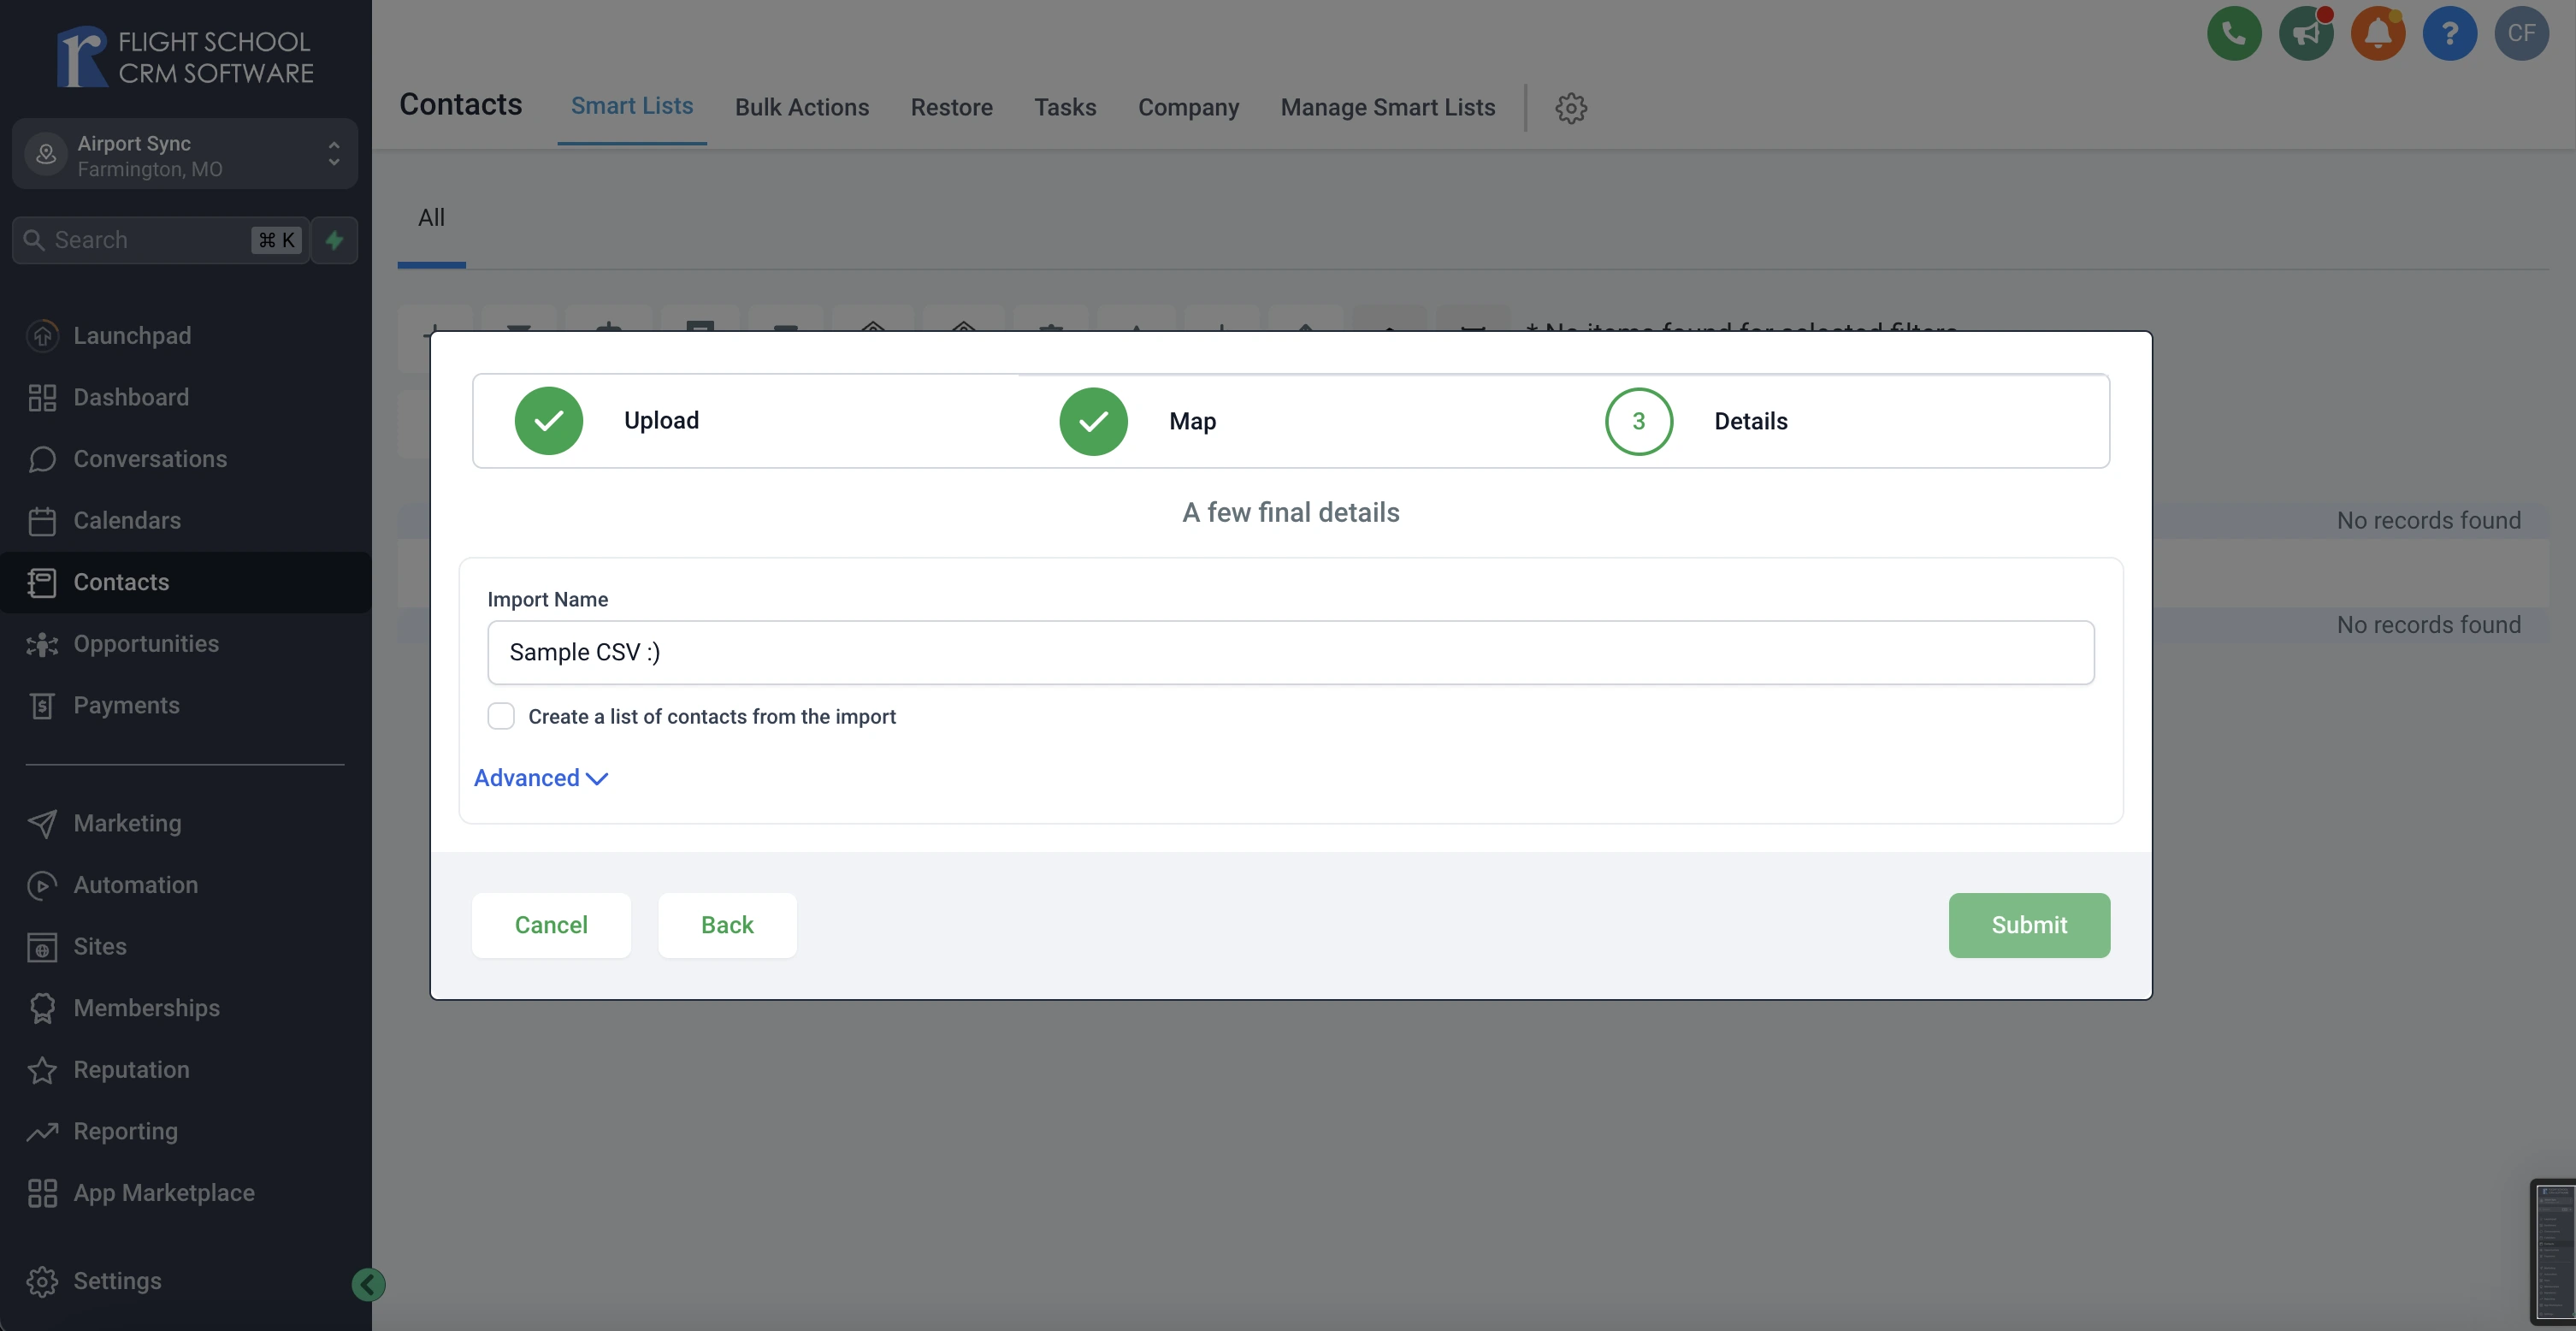 FLIGHT SCHOOL
CRM SOFTWARE
Airport Sync
Farmington, MO
Search
⌘ K
Launchpad
Dashboard
Conversations
Calendars
Contacts
Opportunities
Payments
Marketing
Automation
Sites
Memberships
Reputation
Reporting
App Marketplace
Settings
CF
Contacts
Smart Lists
Bulk Actions
Restore
Tasks
Company
Manage Smart Lists
All
* No items found for selected filters
No records found
No records found
Upload
Map
3
Details
A few final details
Import Name
Sample CSV :)
Create a list of contacts from the import
Advanced
Cancel
Back
Submit